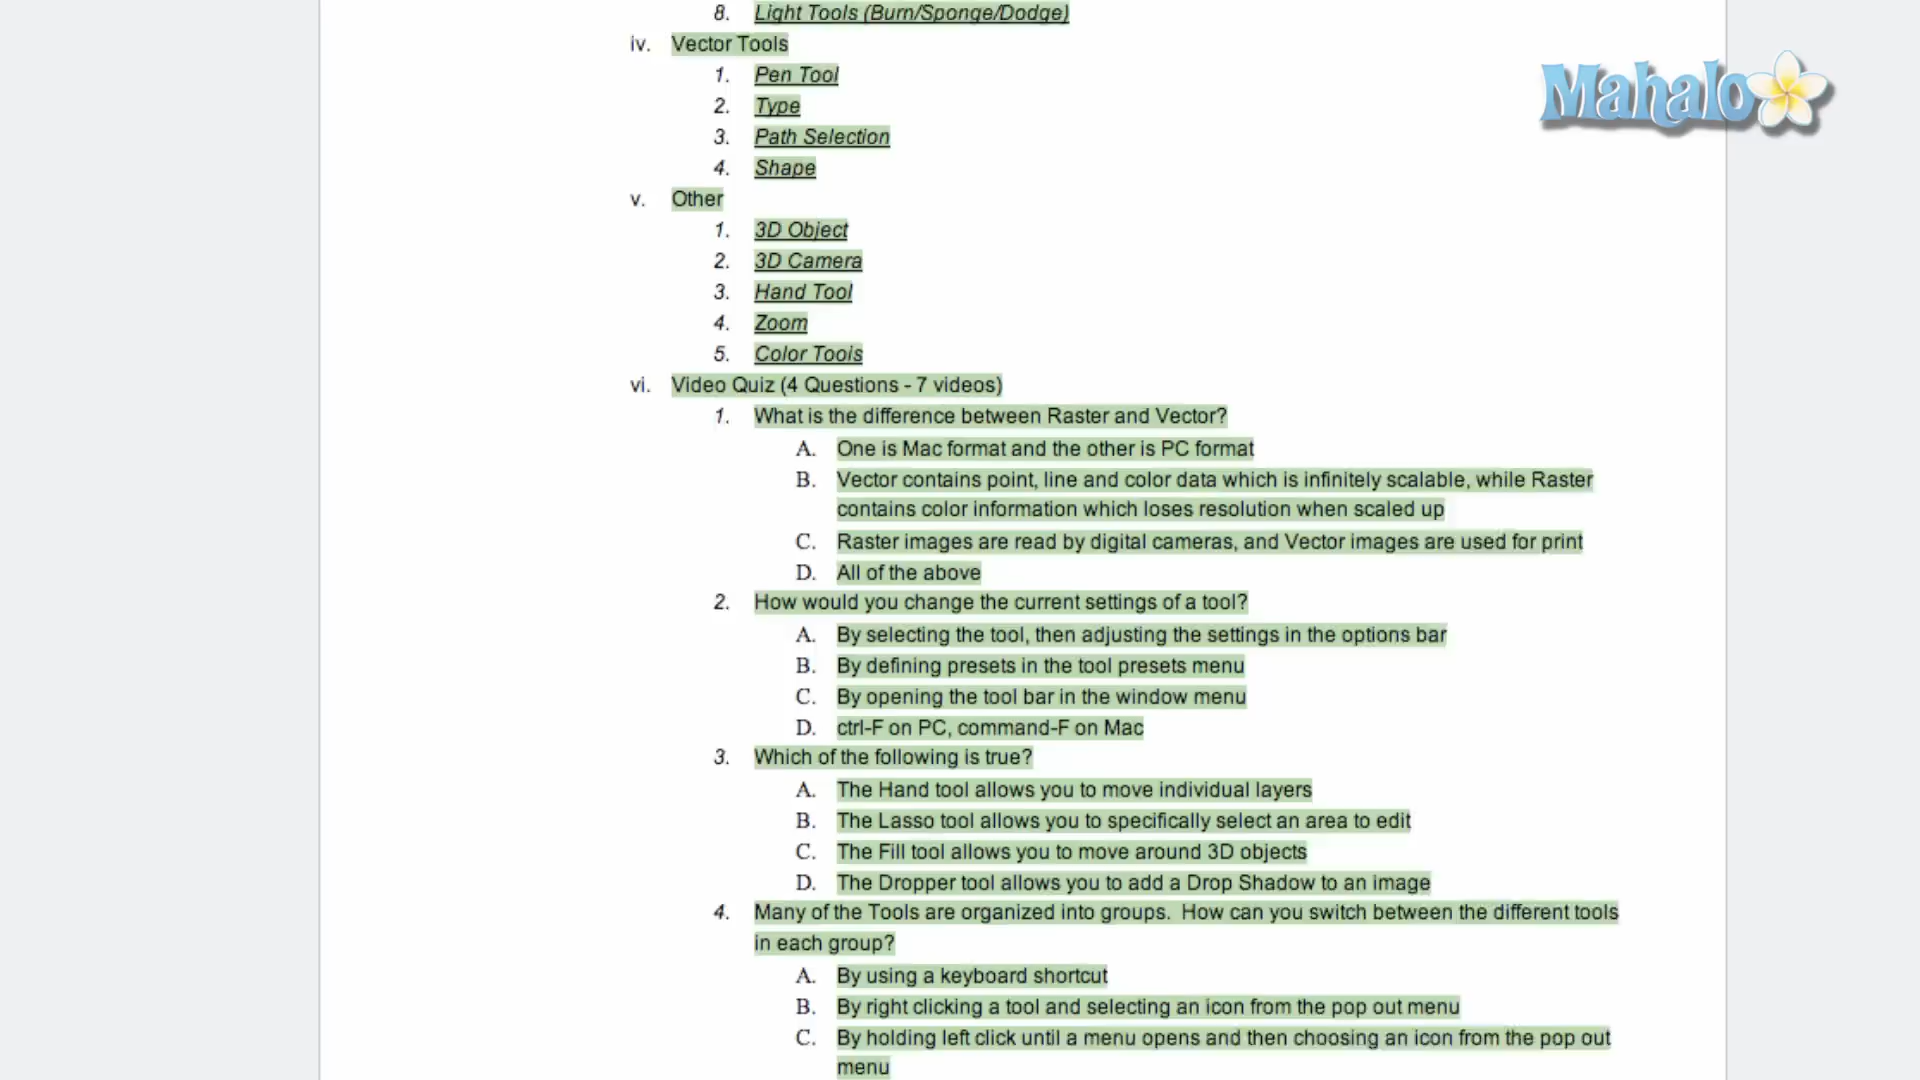 8. Light Tools (Burn/Sponge/Dodge)
iv. Vector Tools
1. Pen Tool
2. Type
3. Path Selection
4. Shape
v. Other
1. 3D Object
2. 3D Camera
3. Hand Tool
4. Zoom
5. Color Tools
vi. Video Quiz (4 Questions - 7 videos)
1. What is the difference between Raster and Vector?
A. One is Mac format and the other is PC format
B. Vector contains point, line and color data which is infinitely scalable, while Raster
contains color information which loses resolution when scaled up
C. Raster images are read by digital cameras, and Vector images are used for print
D. All of the above
2. How would you change the current settings of a tool?
A. By selecting the tool, then adjusting the settings in the options bar
B. By defining presets in the tool presets menu
C. By opening the tool bar in the window menu
D. ctrl-F on PC, command-F on Mac
3. Which of the following is true?
A. The Hand tool allows you to move individual layers
B. The Lasso tool allows you to specifically select an area to edit
C. The Fill tool allows you to move around 3D objects
D. The Dropper tool allows you to add a Drop Shadow to an image
4. Many of the Tools are organized into groups.  How can you switch between the different tools
in each group?
A. By using a keyboard shortcut
B. By right clicking a tool and selecting an icon from the pop out menu
C. By holding left click until a menu opens and then choosing an icon from the pop out
menu
Mahalo